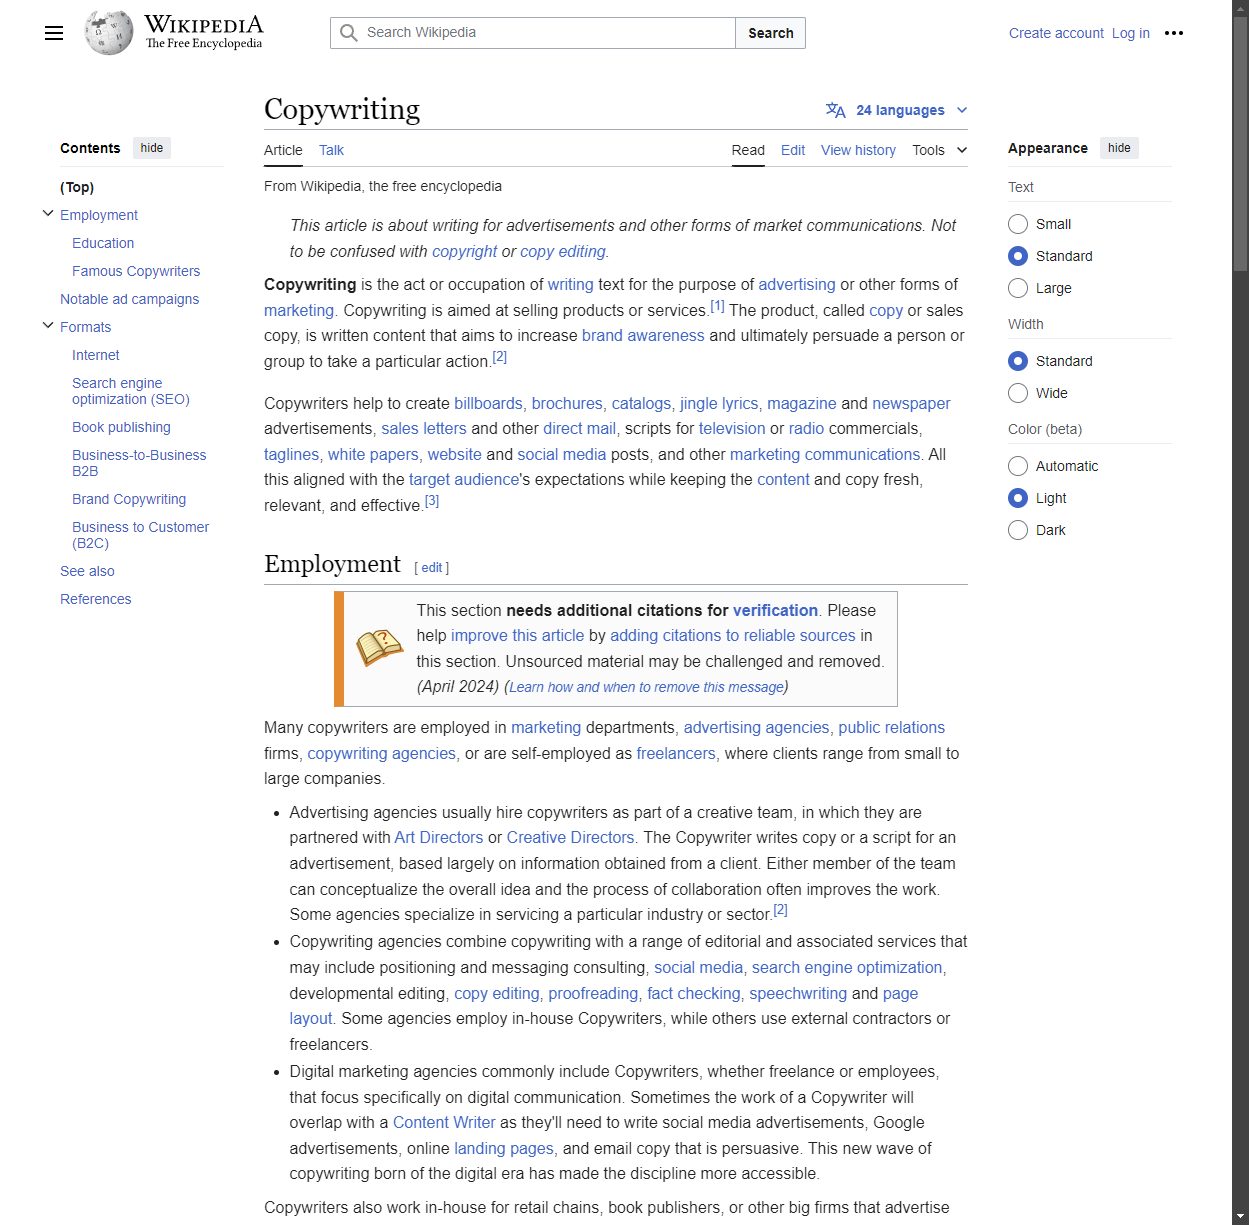 WIKIPEDIA
The Free Encyclopedia
Search Wikipedia
Search
Create account Log in
Copywriting
24 languages
Contents hide
(Top)
Employment
Education
Famous Copywriters
Notable ad campaigns
Formats
Internet
Search engine
optimization (SEO)
Book publishing
Business-to-Business
B2B
Brand Copywriting
Business to Customer
(B2C)
See also
References
Article Talk
Read Edit View history Tools
From Wikipedia, the free encyclopedia
This article is about writing for advertisements and other forms of market communications. Not
to be confused with copyright or copy editing.
Copywriting is the act or occupation of writing text for the purpose of advertising or other forms of
marketing. Copywriting is aimed at selling products or services.[1] The product, called copy or sales
copy, is written content that aims to increase brand awareness and ultimately persuade a person or
group to take a particular action.[2]
Copywriters help to create billboards, brochures, catalogs, jingle lyrics, magazine and newspaper
advertisements, sales letters and other direct mail, scripts for television or radio commercials,
taglines, white papers, website and social media posts, and other marketing communications. All
this aligned with the target audience's expectations while keeping the content and copy fresh,
relevant, and effective.[3]
Employment [ edit ]
This section needs additional citations for verification. Please
help improve this article by adding citations to reliable sources in
this section. Unsourced material may be challenged and removed.
(April 2024) (Learn how and when to remove this message)
Many copywriters are employed in marketing departments, advertising agencies, public relations
firms, copywriting agencies, or are self-employed as freelancers, where clients range from small to
large companies.
• Advertising agencies usually hire copywriters as part of a creative team, in which they are
partnered with Art Directors or Creative Directors. The Copywriter writes copy or a script for an
advertisement, based largely on information obtained from a client. Either member of the team
can conceptualize the overall idea and the process of collaboration often improves the work.
Some agencies specialize in servicing a particular industry or sector.[2]
• Copywriting agencies combine copywriting with a range of editorial and associated services that
may include positioning and messaging consulting, social media, search engine optimization,
developmental editing, copy editing, proofreading, fact checking, speechwriting and page
layout. Some agencies employ in-house Copywriters, while others use external contractors or
freelancers.
• Digital marketing agencies commonly include Copywriters, whether freelance or employees,
that focus specifically on digital communication. Sometimes the work of a Copywriter will
overlap with a Content Writer as they'll need to write social media advertisements, Google
advertisements, online landing pages, and email copy that is persuasive. This new wave of
copywriting born of the digital era has made the discipline more accessible.
Copywriters also work in-house for retail chains, book publishers, or other big firms that advertise
Appearance hide
Text
Small
Standard
Large
Width
Standard
Wide
Color (beta)
Automatic
Light
Dark